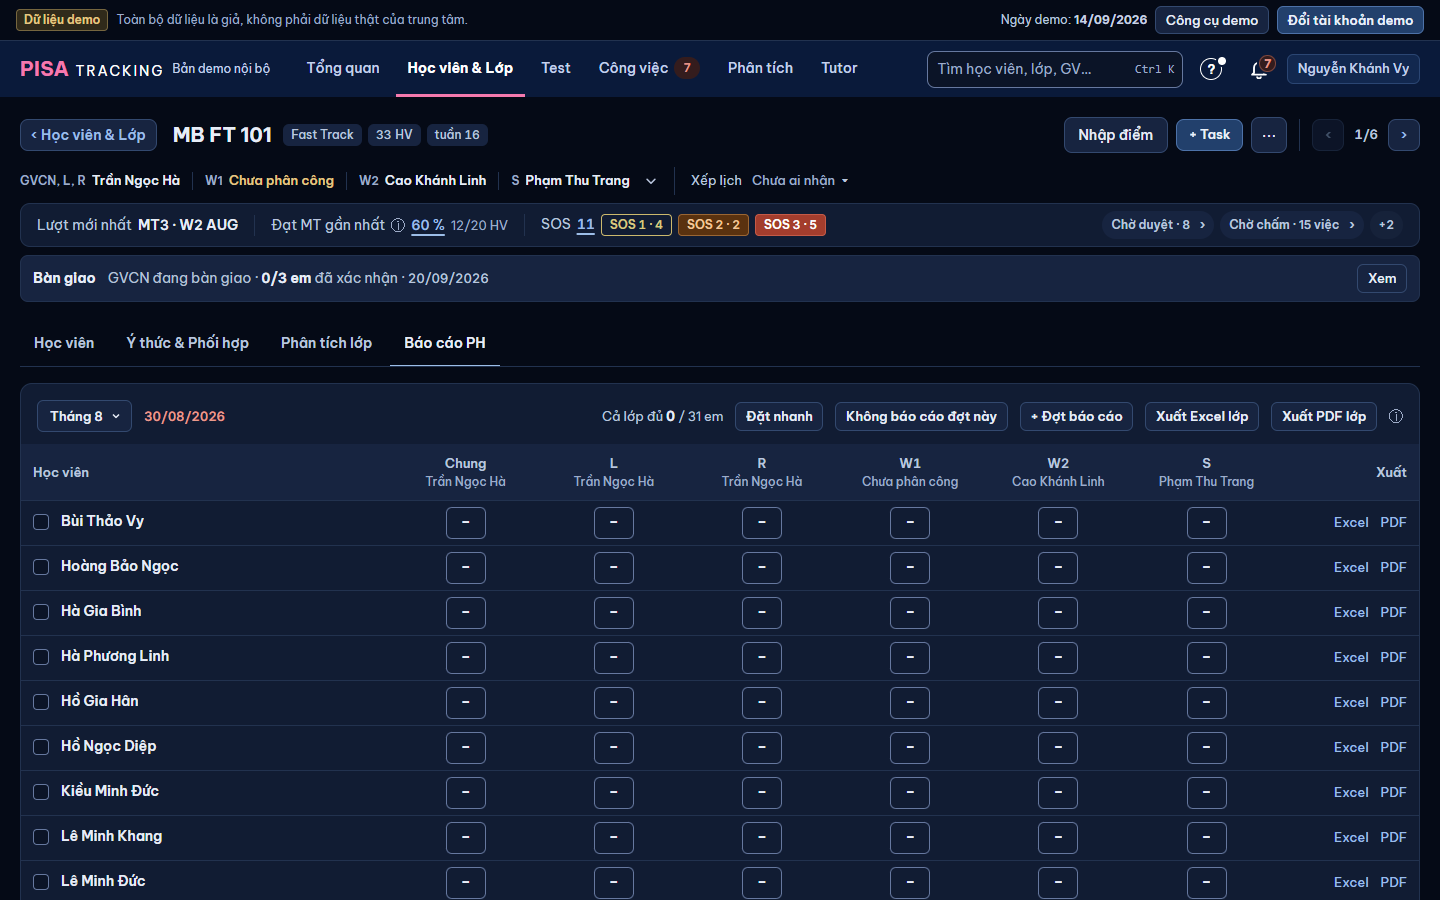 Dữ liệu demo Toàn bộ dữ liệu là giả, không phải dữ liệu thật của trung tâm. Ngày demo: 14/09/2026 Công cụ demo Đổi tài khoản demo
PISA TRACKING Bản demo nội bộ Tổng quan Học viên & Lớp Test Công việc 7 Phân tích Tutor Tìm học viên, lớp, GV... Ctrl K ? 7 Nguyễn Khánh Vy
‹ Học viên & Lớp MB FT 101 Fast Track 33 HV tuần 16 Nhập điểm + Task ... ‹ 1/6 ›
GVCN, L, R Trần Ngọc Hà W1 Chưa phân công W2 Cao Khánh Linh S Phạm Thu Trang Xếp lịch Chưa ai nhận
Lượt mới nhất MT3 · W2 AUG Đạt MT gần nhất 60 % 12/20 HV SOS 11 SOS 1 · 4 SOS 2 · 2 SOS 3 · 5 Chờ duyệt · 8 › Chờ chấm · 15 việc › +2
Bàn giao GVCN đang bàn giao · 0/3 em đã xác nhận · 20/09/2026 Xem
Học viên Ý thức & Phối hợp Phân tích lớp Báo cáo PH
Tháng 8 30/08/2026 Cả lớp đủ 0 / 31 em Đặt nhanh Không báo cáo đợt này + Đợt báo cáo Xuất Excel lớp Xuất PDF lớp
Học viên Chung L R W1 W2 S Xuất
Trần Ngọc Hà Trần Ngọc Hà Trần Ngọc Hà Chưa phân công Cao Khánh Linh Phạm Thu Trang
Bùi Thảo Vy – – – – – – Excel PDF
Hoàng Bảo Ngọc – – – – – – Excel PDF
Hà Gia Bình – – – – – – Excel PDF
Hà Phương Linh – – – – – – Excel PDF
Hồ Gia Hân – – – – – – Excel PDF
Hồ Ngọc Diệp – – – – – – Excel PDF
Kiều Minh Đức – – – – – – Excel PDF
Lê Minh Khang – – – – – – Excel PDF
Lê Minh Đức – – – – – – Excel PDF